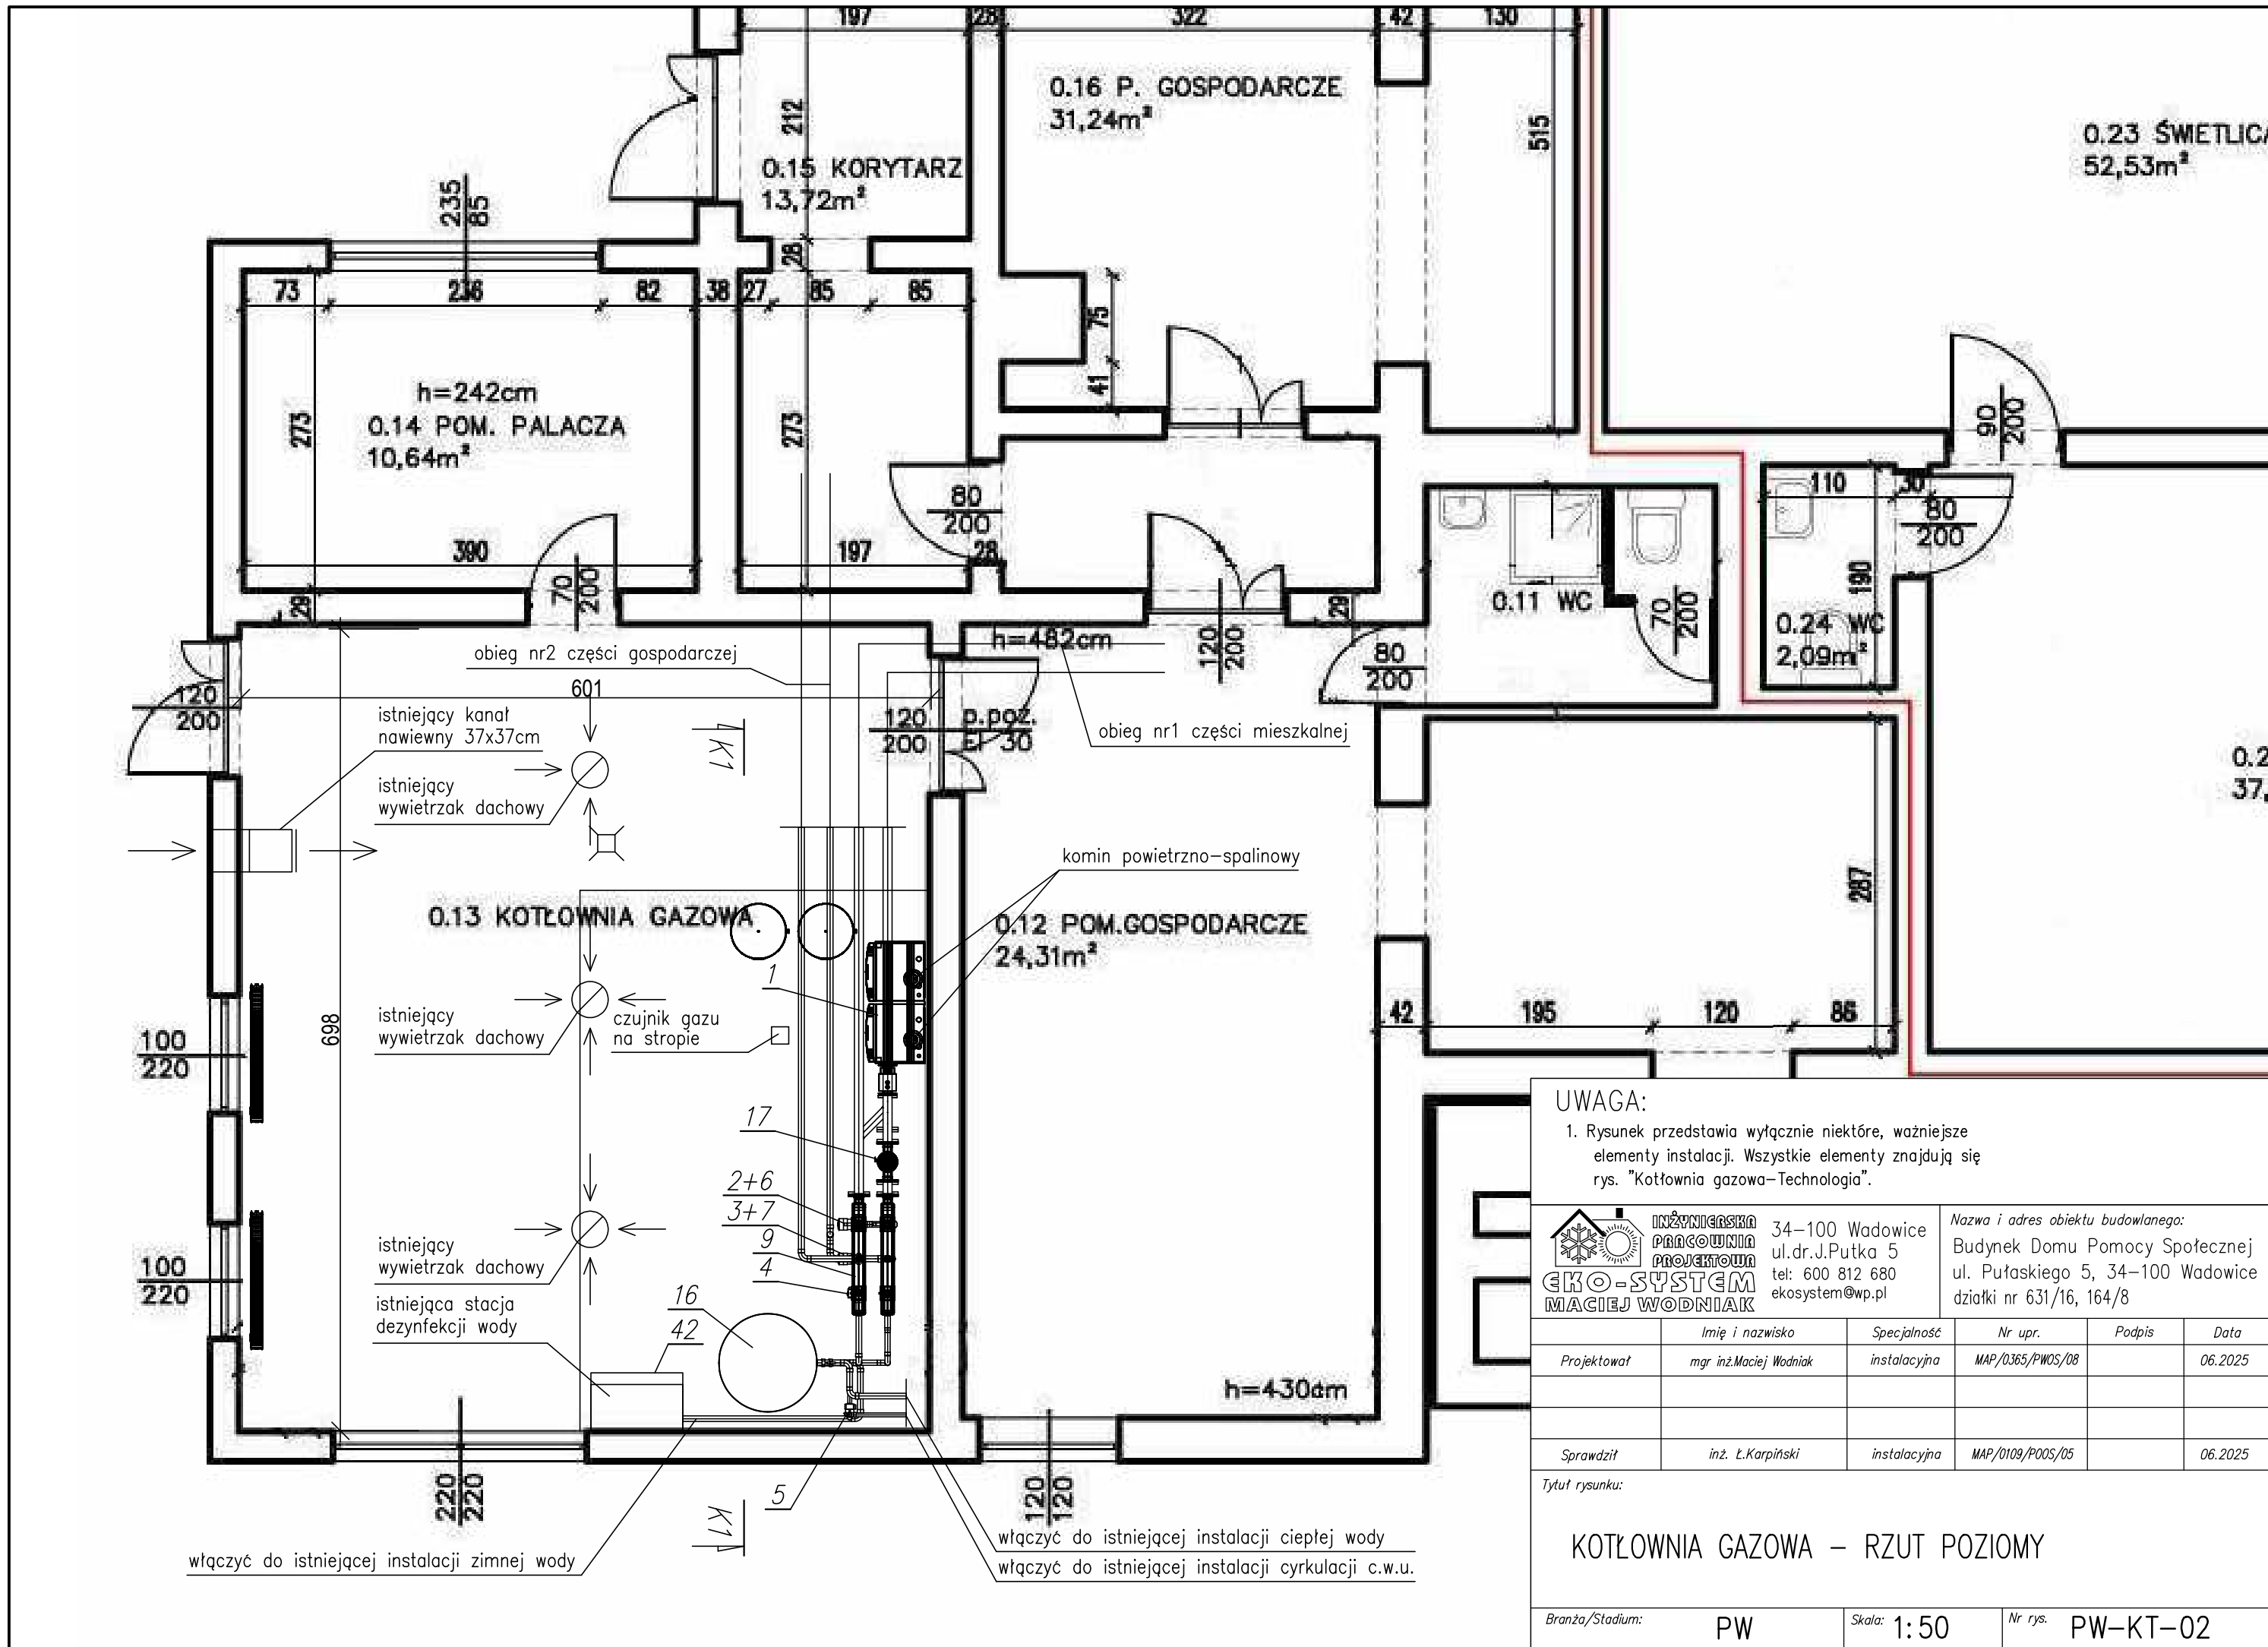 197
28
322
42
130
0.16 P. GOSPODARCZE
31,24m²
212
515
0.15 KORYTARZ
13,72m²
0.23 ŚWIETLICA
52,53m²
235
85
28
73
236
82
38
27
85
85
75
41
h=242cm
0.14 POM. PALACZA
10,64m²
273
273
90
200
110
30
80
200
80
200
390
197
28
70
200
29
190
0.11 WC
70
200
0.24 WC
2,09m²
29
h=482cm
120
200
80
200
obieg nr2 części gospodarczej
601
120
200
istniejący kanał
nawiewny 37x37cm
K1
120
200
p.poż.
EI 30
obieg nr1 części mieszkalnej
istniejący
wywietrzak dachowy
0.2
37,
komin powietrzno-spalinowy
287
0.13 KOTŁOWNIA GAZOWA
0.12 POM.GOSPODARCZE
24,31m²
1
698
istniejący
wywietrzak dachowy
czujnik gazu
na stropie
42
195
120
86
100
220
17
2+6
3+7
9
4
istniejący
wywietrzak dachowy
100
220
istniejąca stacja
dezynfekcji wody
16
42
h=430cm
220
220
5
120
120
K1
włączyć do istniejącej instalacji zimnej wody
włączyć do istniejącej instalacji ciepłej wody
włączyć do istniejącej instalacji cyrkulacji c.w.u.
UWAGA:
1. Rysunek przedstawia wyłącznie niektóre, ważniejsze
elementy instalacji. Wszystkie elementy znajdują się
rys. "Kotłownia gazowa-Technologia".
INŻYNIERSKA
PRACOWNIA
PROJEKTOWA
EKO-SYSTEM
MACIEJ WODNIAK
34-100 Wadowice
ul.dr.J.Putka 5
tel: 600 812 680
ekosystem@wp.pl
Nazwa i adres obiektu budowlanego:
Budynek Domu Pomocy Społecznej
ul. Pułaskiego 5, 34-100 Wadowice
działki nr 631/16, 164/8
Imię i nazwisko Specjalność Nr upr. Podpis Data
Projektował mgr inż.Maciej Wodniak instalacyjna MAP/0365/PWOS/08 06.2025
Sprawdził inż. Ł.Karpiński instalacyjna MAP/0109/POOS/05 06.2025
Tytuł rysunku:
KOTŁOWNIA GAZOWA - RZUT POZIOMY
Branża/Stadium: PW Skala: 1:50 Nr rys. PW-KT-02